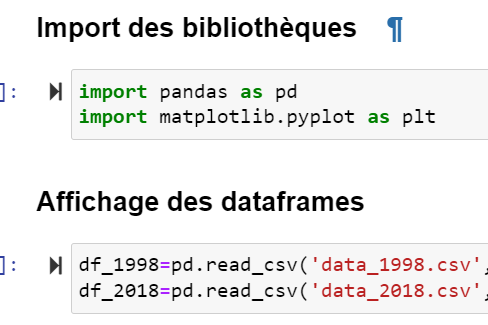 Import des bibliothèques ¶
]: import pandas as pd
import matplotlib.pyplot as plt
Affichage des dataframes
]: df_1998=pd.read_csv('data_1998.csv',
df_2018=pd.read_csv('data_2018.csv',